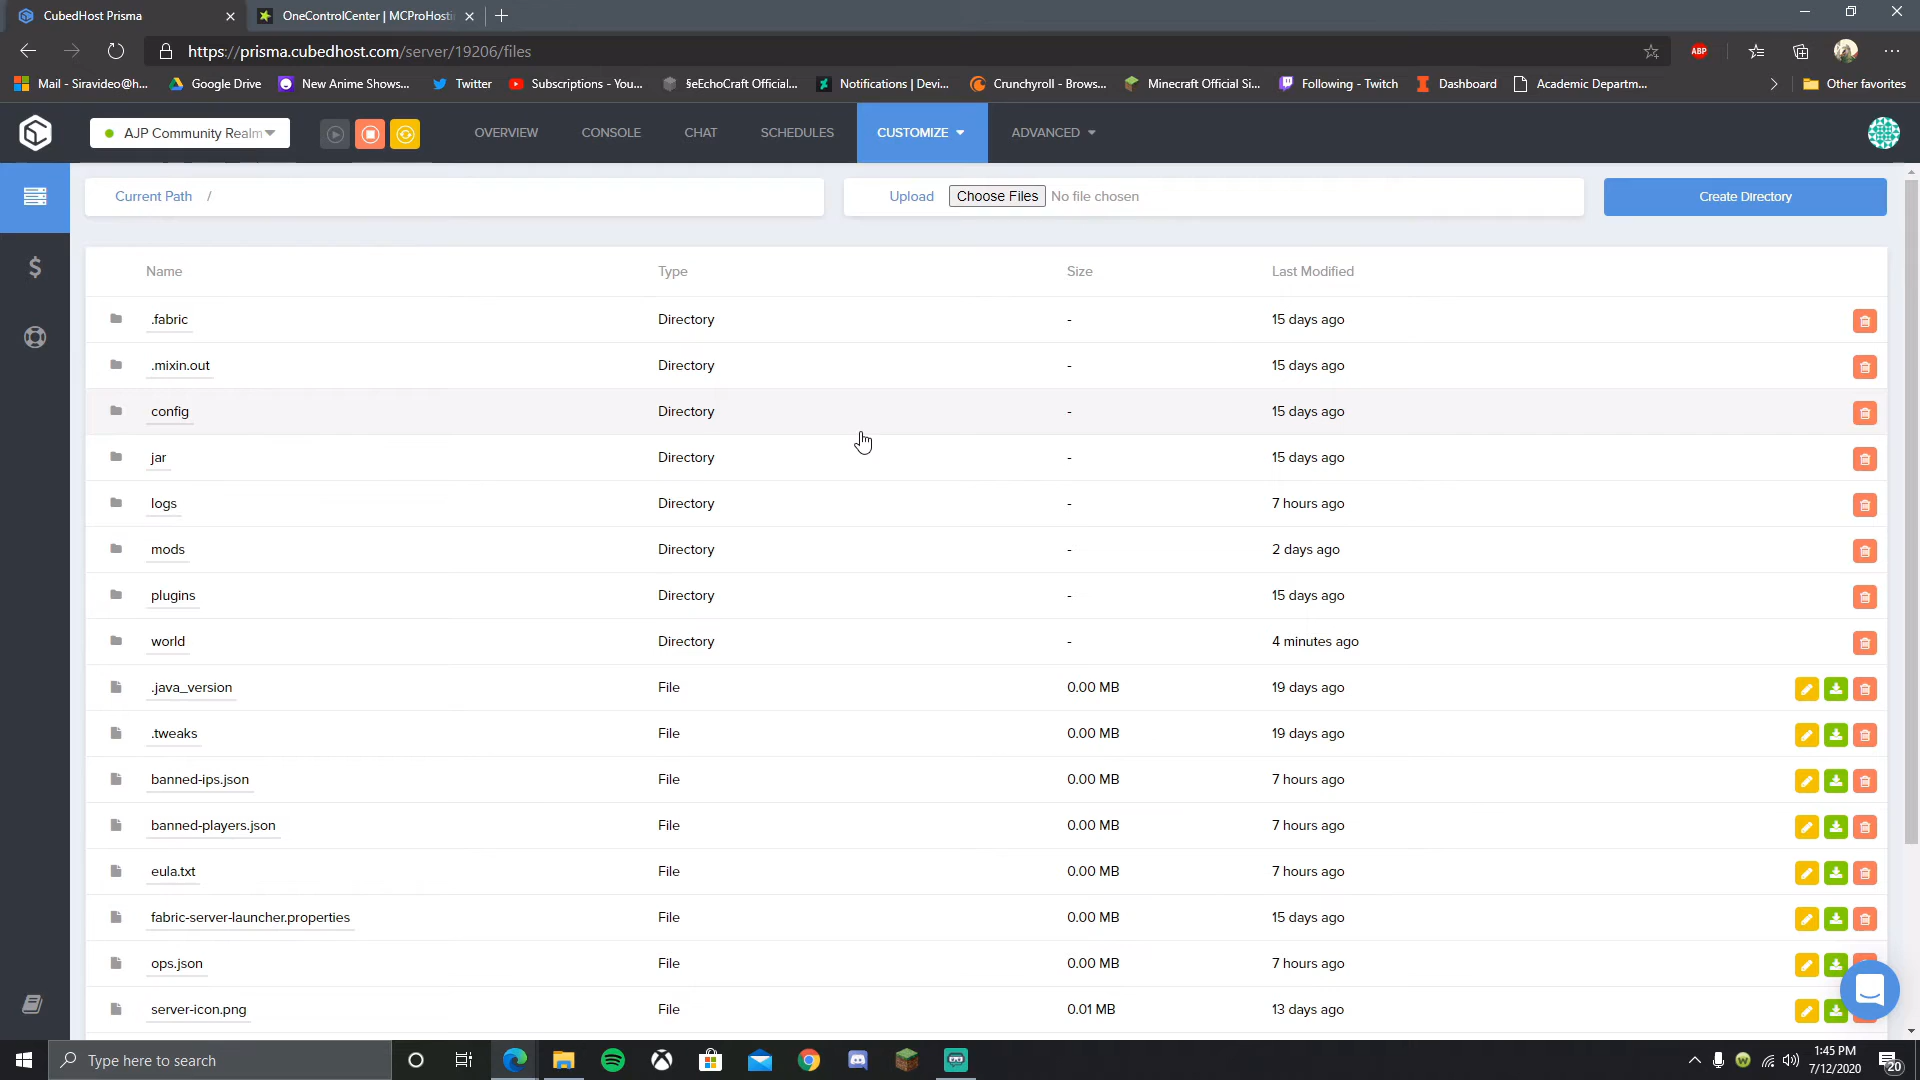 CubedHost Prisma
OneControlCenter | MCProHosti
https://prisma.cubedhost.com/server/19206/files
ABP
Mail - Siravideo@h...
Google Drive
New Anime Shows...
Twitter
Subscriptions - You...
§eEchoCraft Official...
Notifications | Devi...
Crunchyroll - Brows...
Minecraft Official Si...
Following - Twitch
Dashboard
Academic Departm...
Other favorites
AJP Community Realm
OVERVIEW
CONSOLE
CHAT
SCHEDULES
CUSTOMIZE
ADVANCED
Current Path /
Upload Choose Files No file chosen
Create Directory
Name Type Size Last Modified
.fabric Directory - 15 days ago
.mixin.out Directory - 15 days ago
config Directory - 15 days ago
jar Directory - 15 days ago
logs Directory - 7 hours ago
mods Directory - 2 days ago
plugins Directory - 15 days ago
world Directory - 4 minutes ago
.java_version File 0.00 MB 19 days ago
.tweaks File 0.00 MB 19 days ago
banned-ips.json File 0.00 MB 7 hours ago
banned-players.json File 0.00 MB 7 hours ago
eula.txt File 0.00 MB 7 hours ago
fabric-server-launcher.properties File 0.00 MB 15 days ago
ops.json File 0.00 MB 7 hours ago
server-icon.png File 0.01 MB 13 days ago
Type here to search
1:45 PM
7/12/2020
20